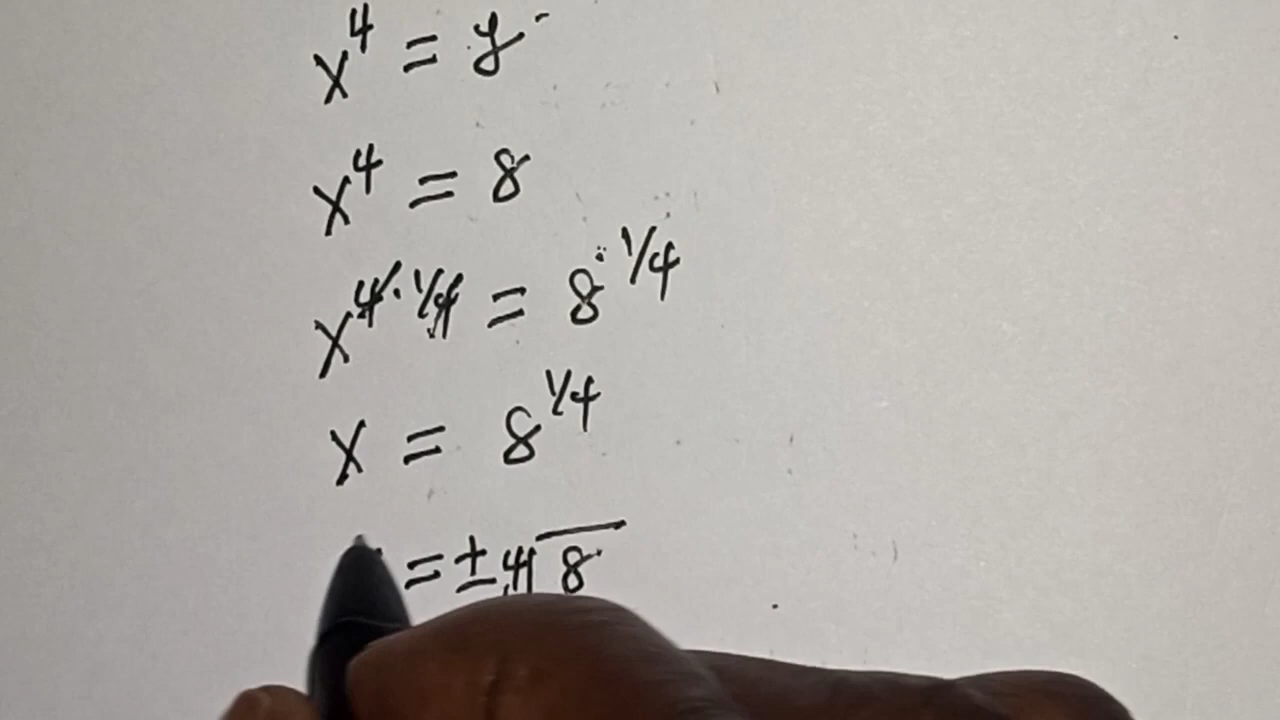 x⁴ = y
x⁴ = 8
x^(4·1/4) = 8^(1/4)
x = 8^(1/4)
= ±⁴√8